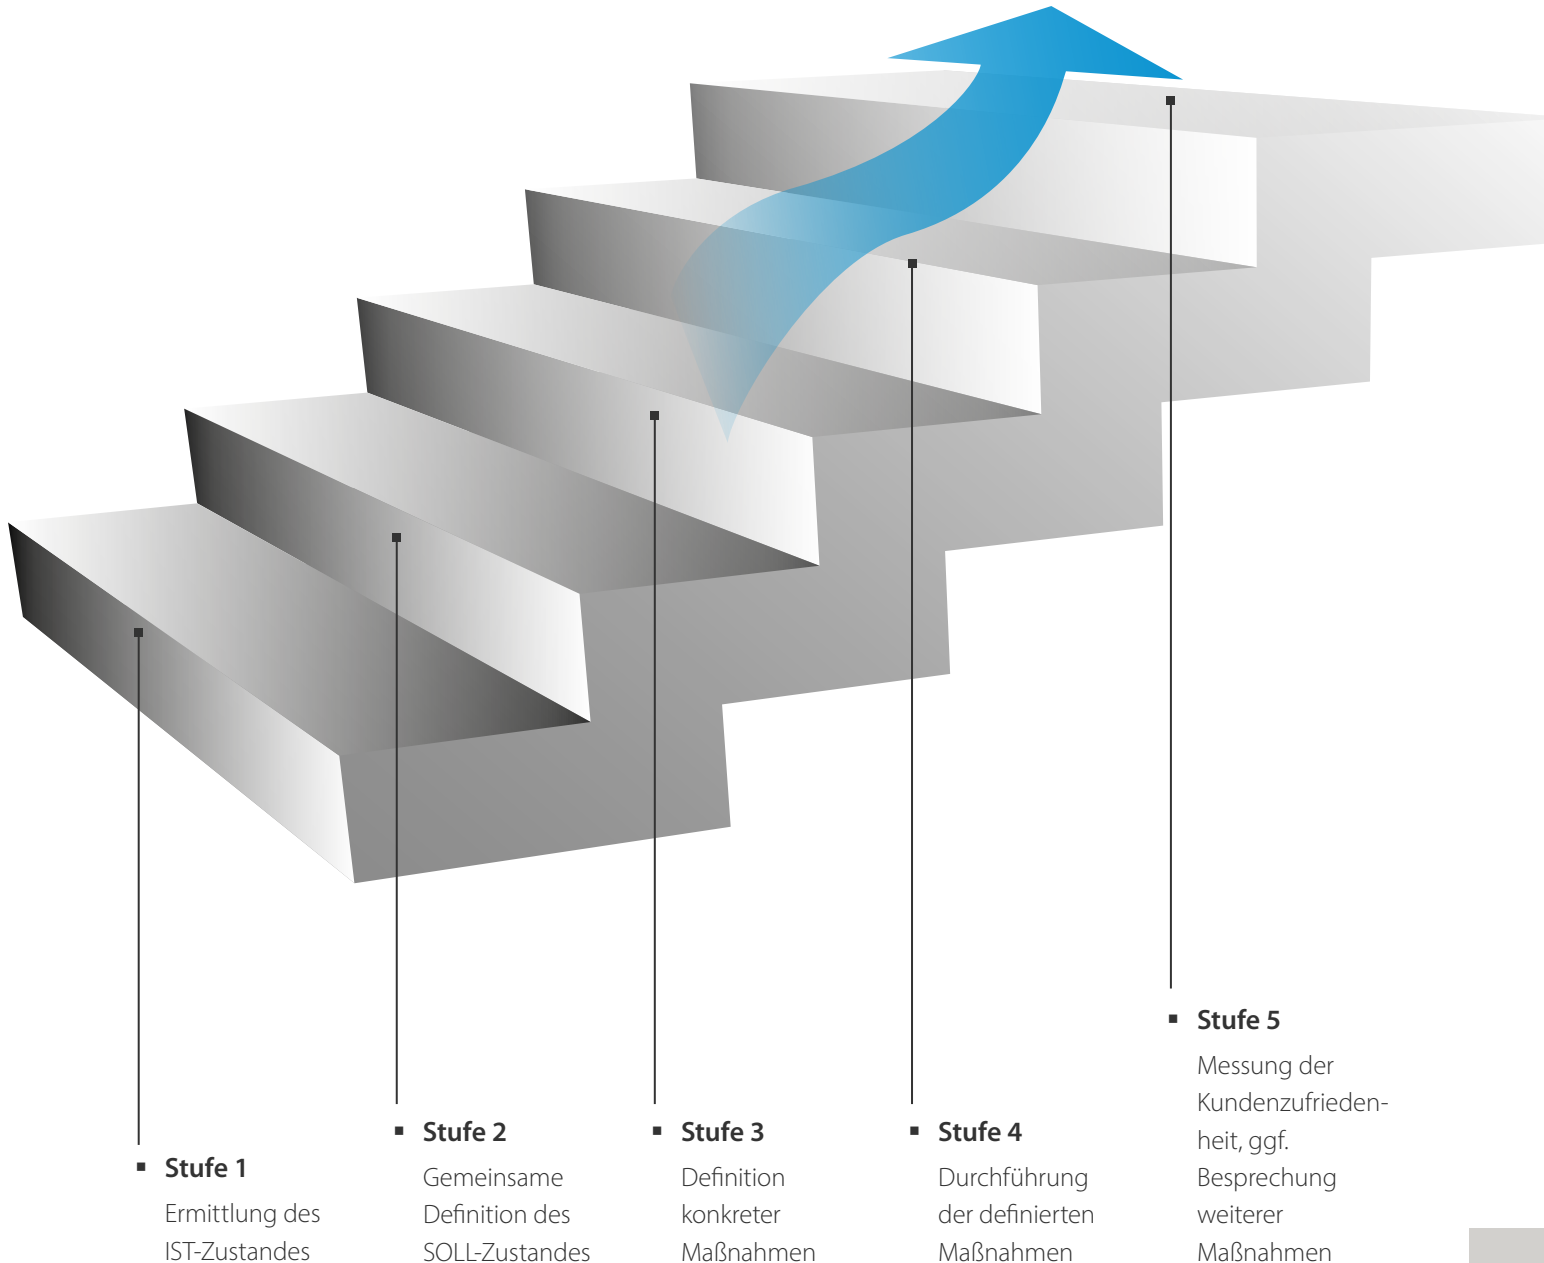 ▪ Stufe 1
Ermittlung des
IST-Zustandes
▪ Stufe 2
Gemeinsame
Definition des
SOLL-Zustandes
▪ Stufe 3
Definition
konkreter
Maßnahmen
▪ Stufe 4
Durchführung
der definierten
Maßnahmen
▪ Stufe 5
Messung der
Kundenzufrieden-
heit, ggf.
Besprechung
weiterer
Maßnahmen